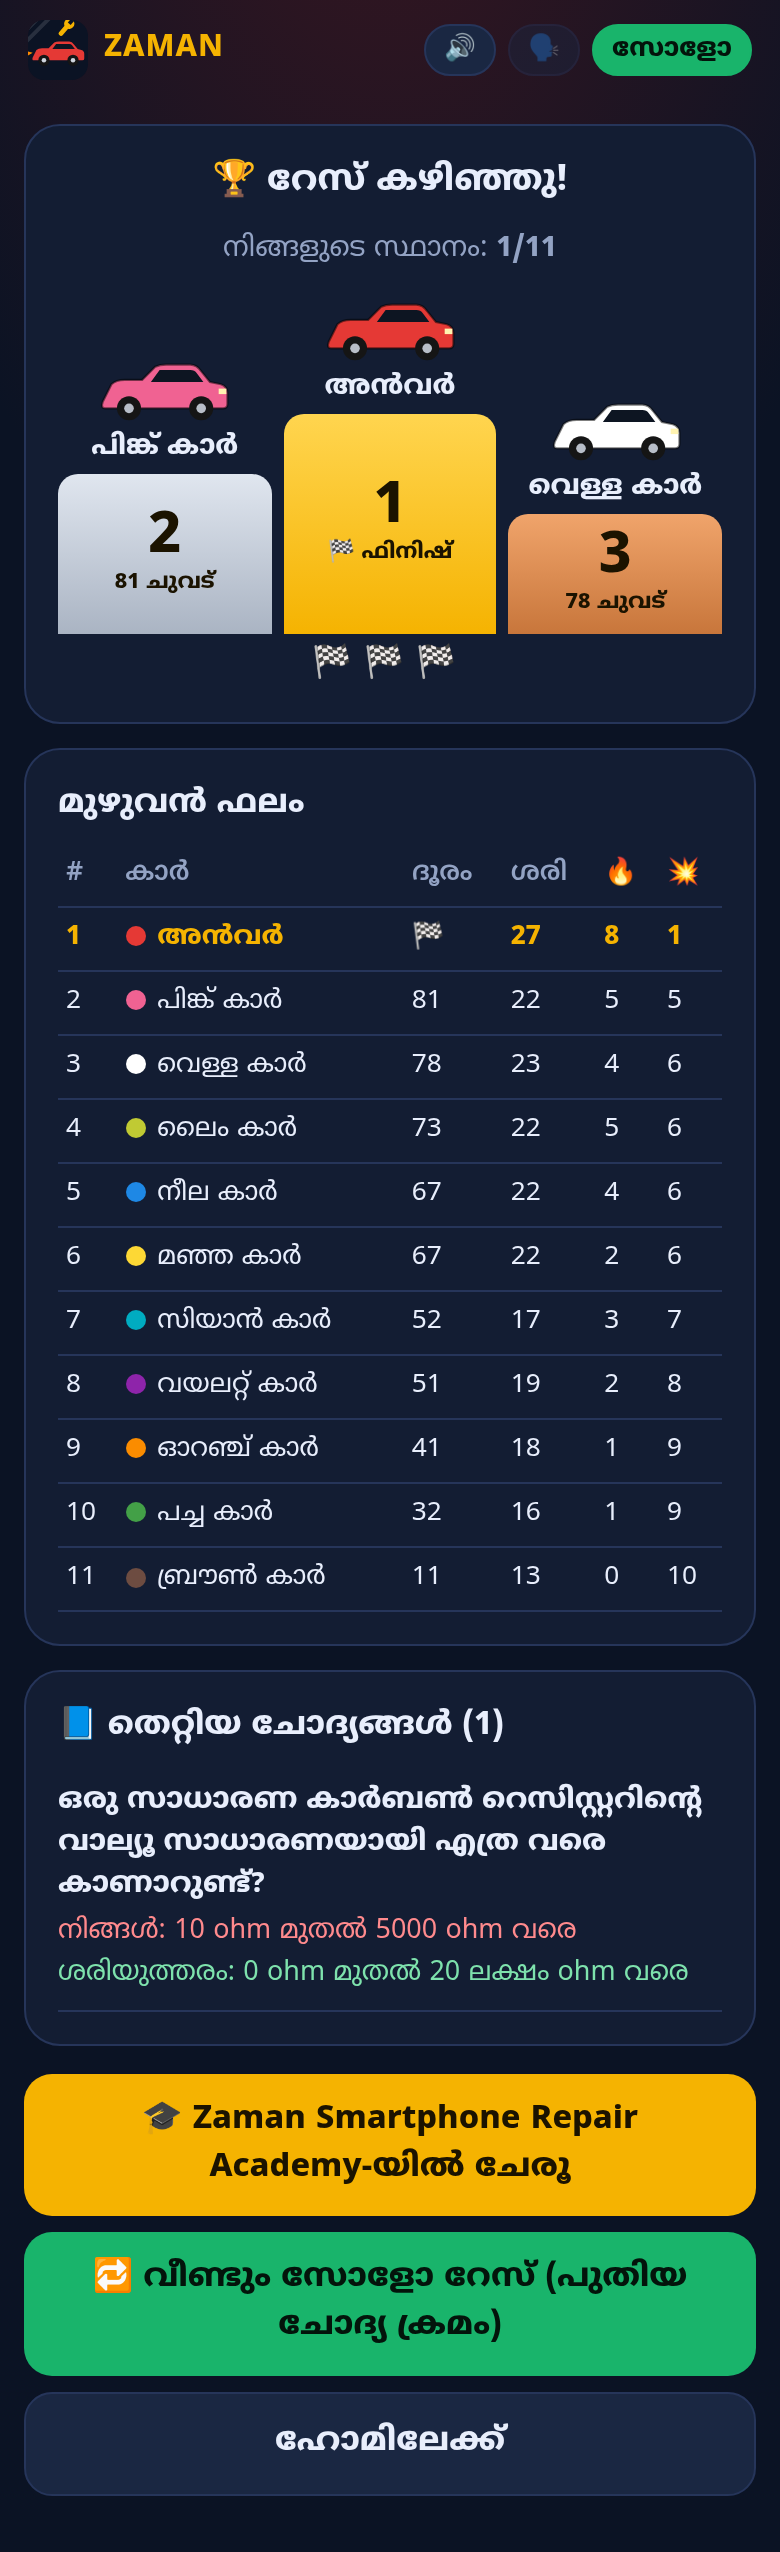 ZAMAN
സോളോ
🏆 റേസ് കഴിഞ്ഞു!
നിങ്ങളുടെ സ്ഥാനം: 1/11
അൻവർ
പിങ്ക് കാർ
വെള്ള കാർ
1
🏁 ഫിനിഷ്
2
81 ചുവട്
3
78 ചുവട്
🏁 🏁 🏁
മുഴുവൻ ഫലം
# കാർ ദൂരം ശരി 🔥 💥
1 അൻവർ 🏁 27 8 1
2 പിങ്ക് കാർ 81 22 5 5
3 വെള്ള കാർ 78 23 4 6
4 ലൈം കാർ 73 22 5 6
5 നീല കാർ 67 22 4 6
6 മഞ്ഞ കാർ 67 22 2 6
7 സിയാൻ കാർ 52 17 3 7
8 വയലറ്റ് കാർ 51 19 2 8
9 ഓറഞ്ച് കാർ 41 18 1 9
10 പച്ച കാർ 32 16 1 9
11 ബ്രൗൺ കാർ 11 13 0 10
📘 തെറ്റിയ ചോദ്യങ്ങൾ (1)
ഒരു സാധാരണ കാർബൺ റെസിസ്റ്ററിന്റെ
വാല്യൂ സാധാരണയായി എത്ര വരെ
കാണാറുണ്ട്?
നിങ്ങൾ: 10 ohm മുതൽ 5000 ohm വരെ
ശരിയുത്തരം: 0 ohm മുതൽ 20 ലക്ഷം ohm വരെ
🎓 Zaman Smartphone Repair
Academy-യിൽ ചേരൂ
🔁 വീണ്ടും സോളോ റേസ് (പുതിയ
ചോദ്യ ക്രമം)
ഹോമിലേക്ക്